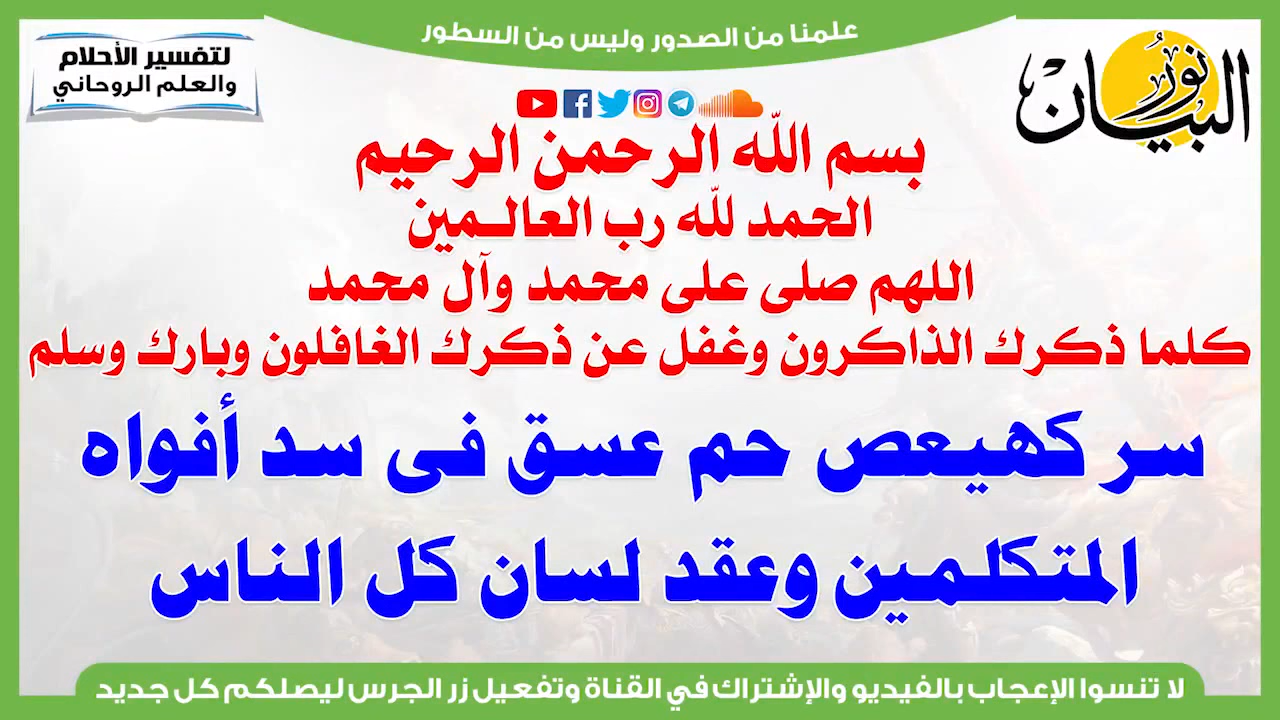 علمنا من الصدور وليس من السطور
لتفسير الأحلام
والعلم الروحاني
نور
البيان
بسم الله الرحمن الرحيم
الحمد لله رب العالـمين
اللهم صلى على محمد وآل محمد
كلما ذكرك الذاكرون وغفل عن ذكرك الغافلون وبارك وسلم
سر كهيعص حم عسق فى سد أفواه
المتكلمين وعقد لسان كل الناس
لا تنسوا الإعجاب بالفيديو والإشتراك في القناة وتفعيل زر الجرس ليصلكم كل جديد